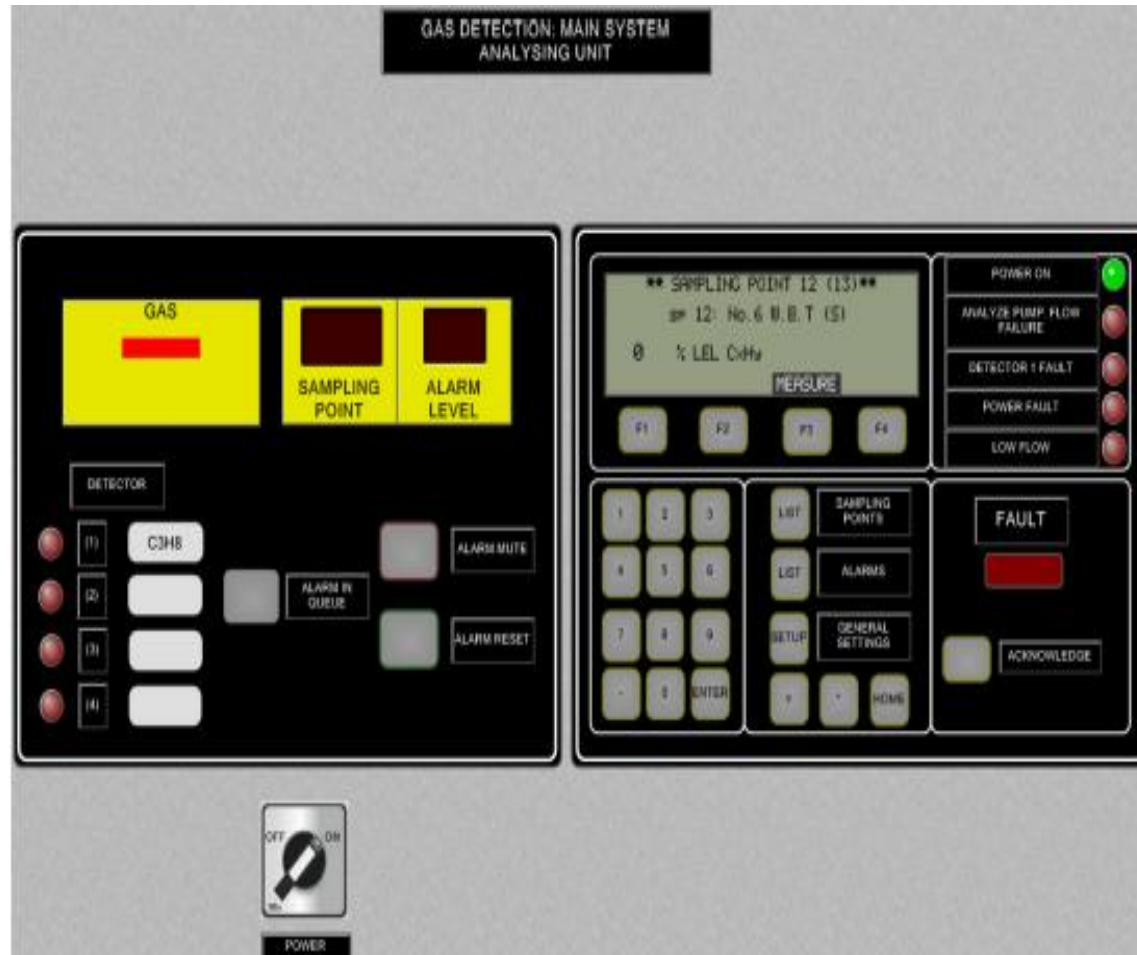 GAS DETECTION: MAIN SYSTEM
ANALYSING UNIT
GAS
SAMPLING
POINT
ALARM
LEVEL
DETECTOR
(1)
C3H8
(2)
(3)
(4)
ALARM IN
QUEUE
ALARM MUTE
ALARM RESET
** SAMPLING POINT 12 (13)**
sp 12: No.6 W.B.T (S)
0 % LEL CxHy
MEASURE
F1 F2 F3 F4
POWER ON
ANALYZE PUMP FLOW
FAILURE
DETECTOR 1 FAULT
POWER FAULT
LOW FLOW
1 2 3
4 5 6
7 8 9
0 ENTER
LIST
SAMPLING
POINTS
LIST
ALARMS
SETUP
GENERAL
SETTINGS
HOME
FAULT
ACKNOWLEDGE
OFF ON
POWER